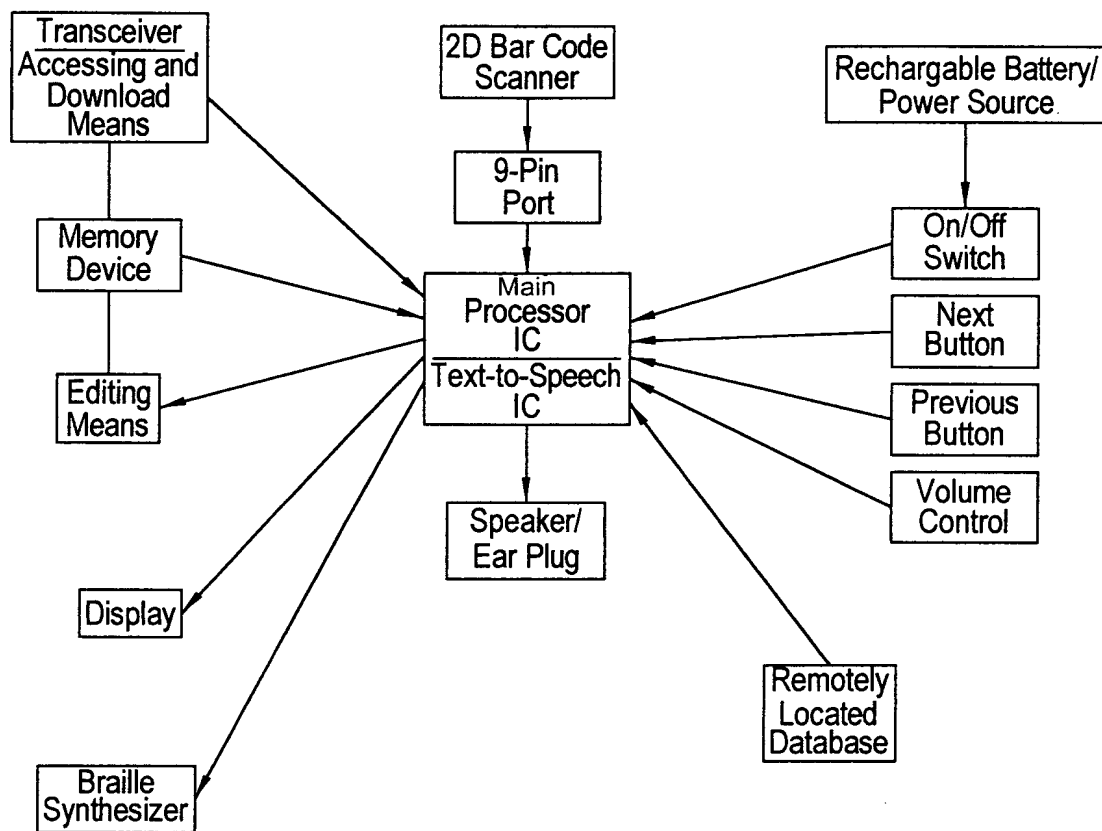 Transceiver
Accessing and
Download
Means
2D Bar Code
Scanner
Rechargable Battery/
Power Source
9-Pin
Port
Memory
Device
On/Off
Switch
Main
Processor
IC
Text-to-Speech
IC
Next
Button
Editing
Means
Previous
Button
Volume
Control
Speaker/
Ear Plug
Display
Remotely
Located
Database
Braille
Synthesizer